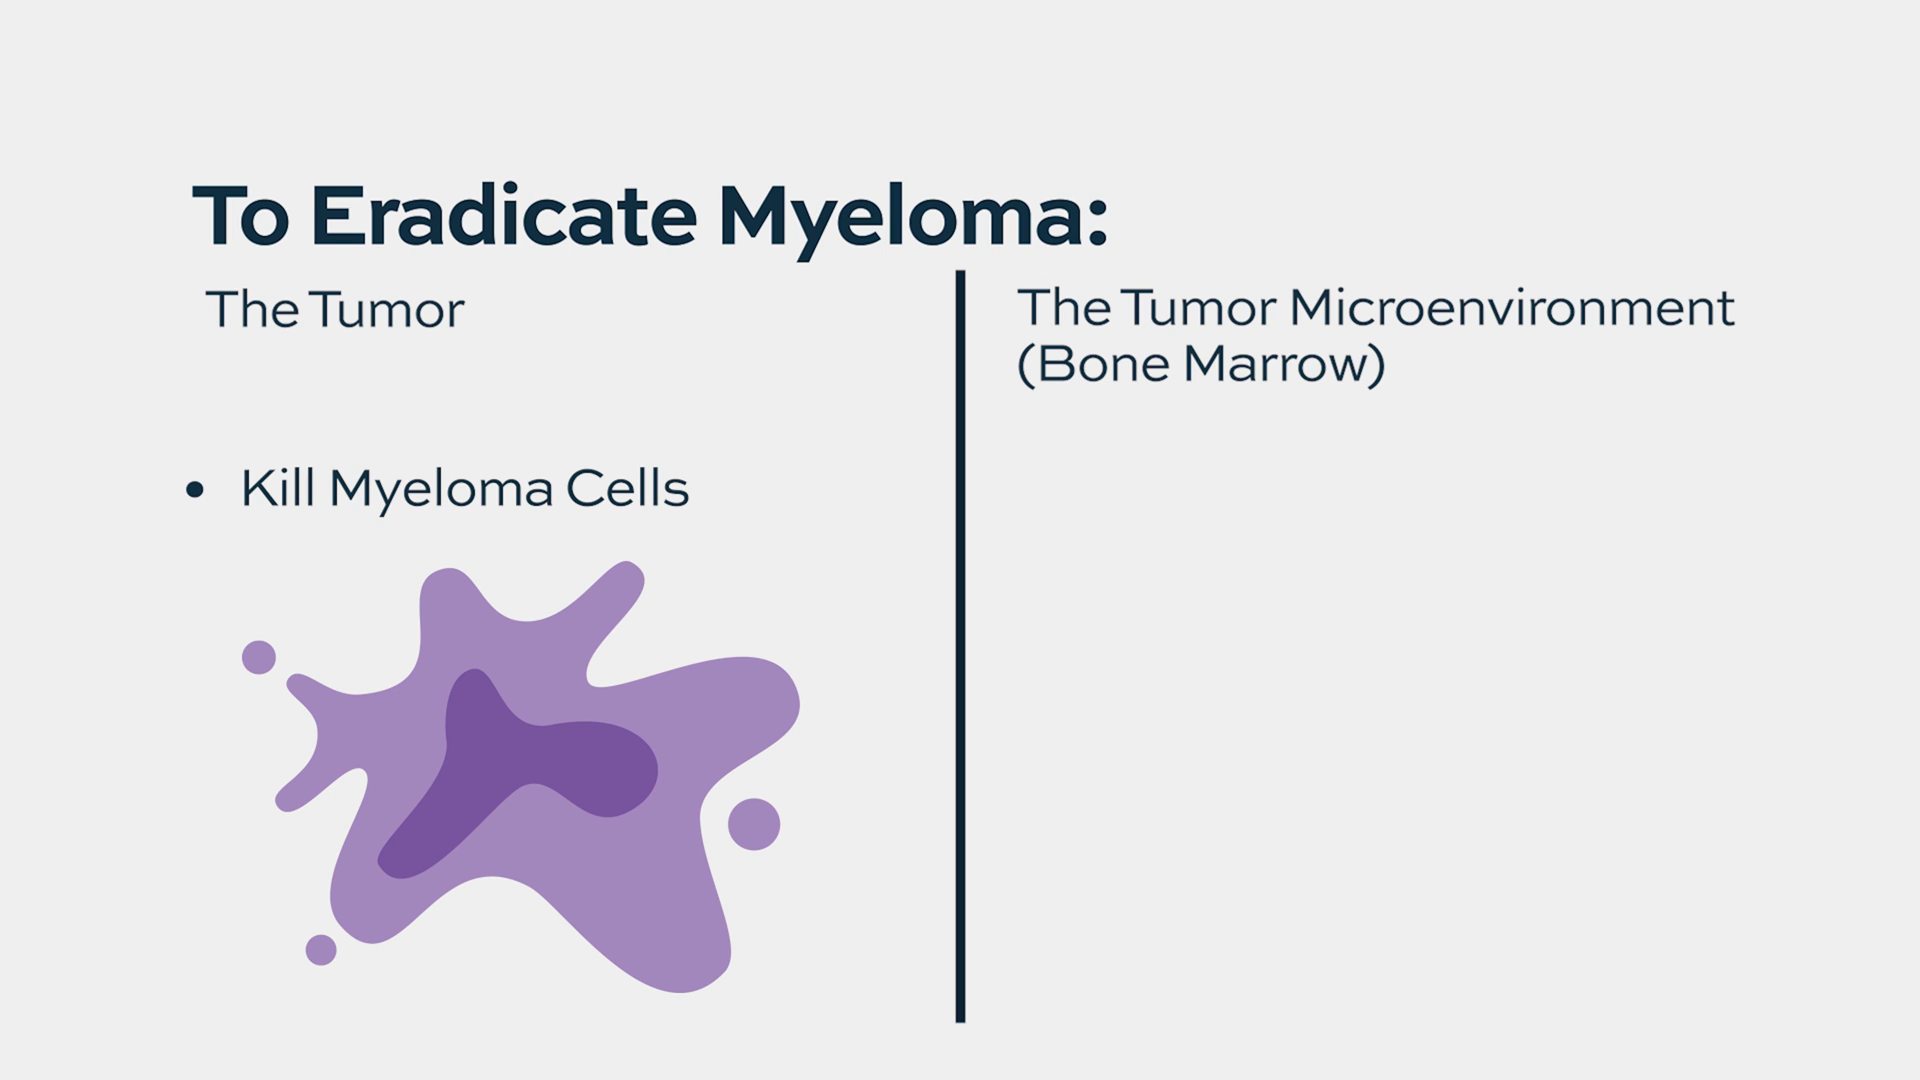 To Eradicate Myeloma:
The Tumor
• Kill Myeloma Cells
The Tumor Microenvironment
(Bone Marrow)